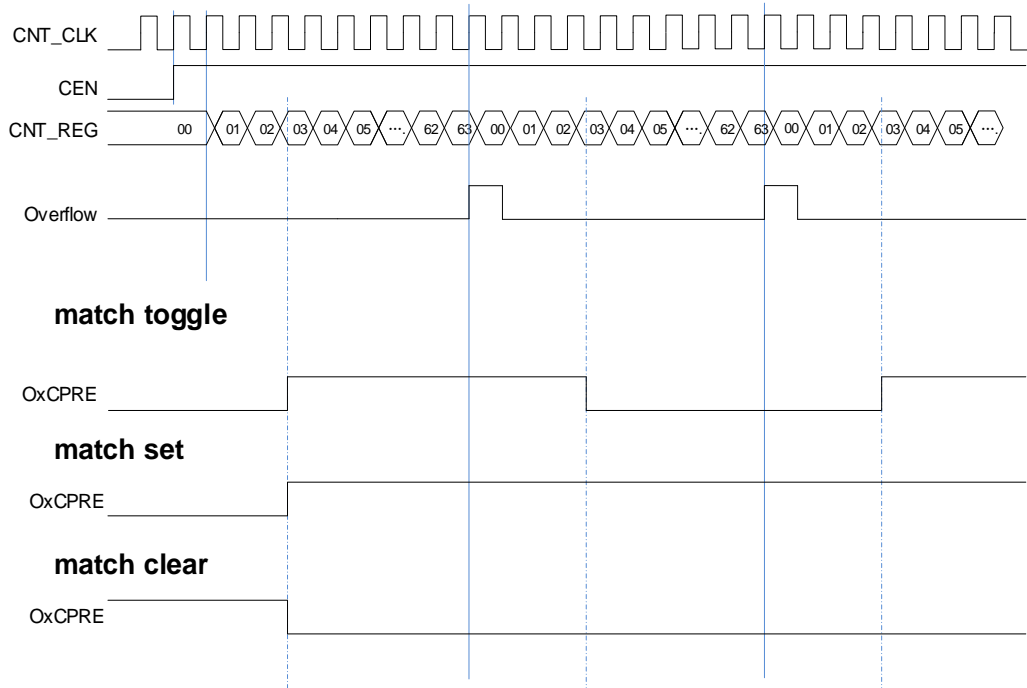 CNT_CLK
CEN
CNT_REG 00 01 02 03 04 05 ···. 62 63 00 01 02 03 04 05 ···. 62 63 00 01 02 03 04 05 ···.
Overflow
match toggle
OxCPRE
match set
OxCPRE
match clear
OxCPRE